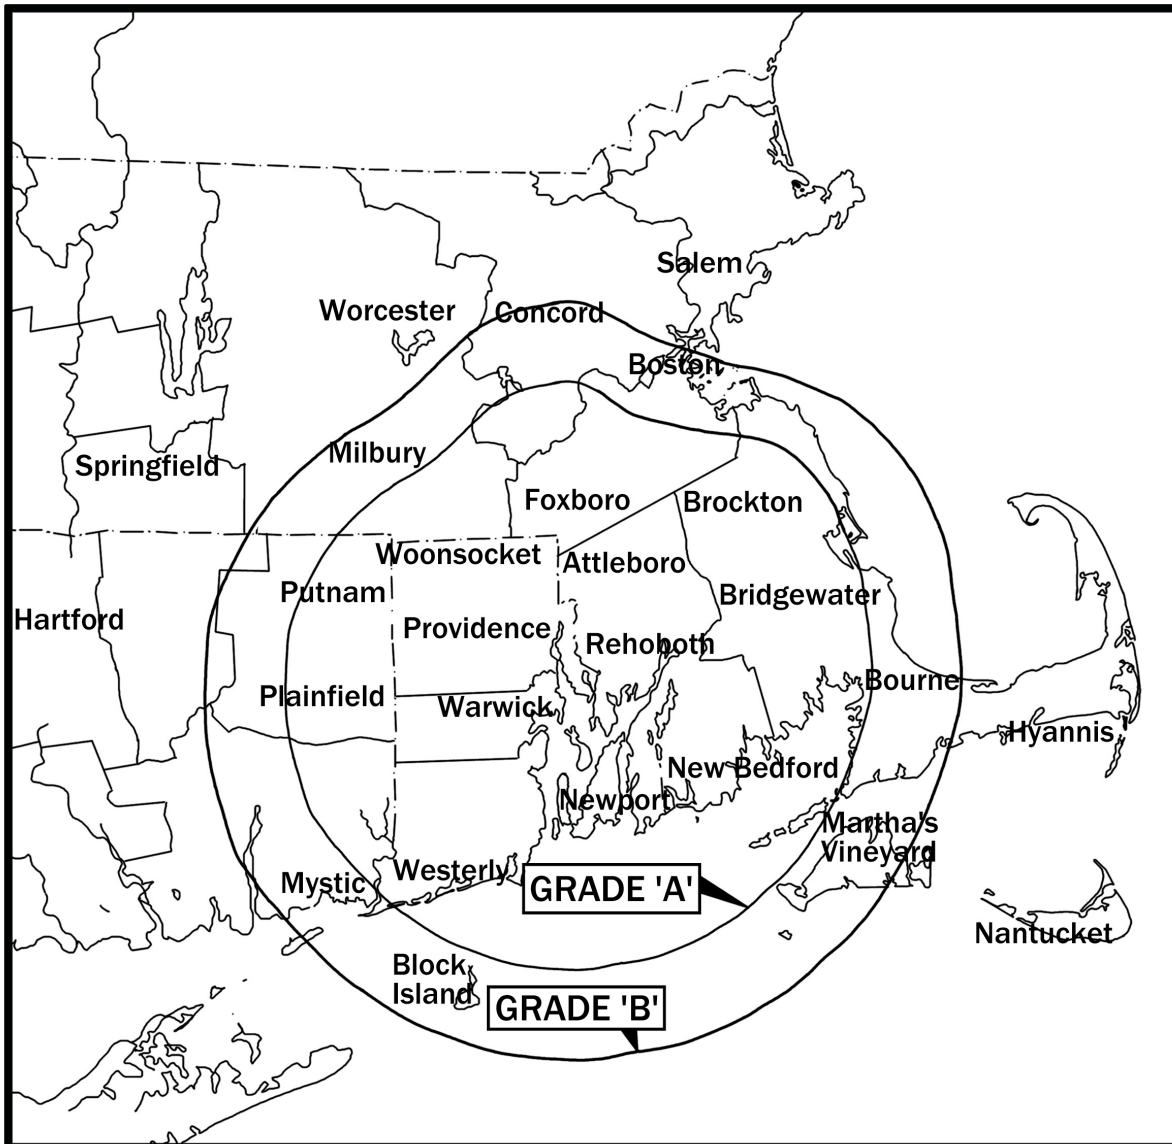 Salem
Worcester
Concord
Boston
Milbury
Springfield
Foxboro
Brockton
Woonsocket
Attleboro
Putnam
Bridgewater
Hartford
Providence
Rehoboth
Bourne
Plainfield
Warwick
Hyannis
New Bedford
Newport
Martha's
Vineyard
Westerly
Mystic
GRADE 'A'
Nantucket
Block
Island
GRADE 'B'